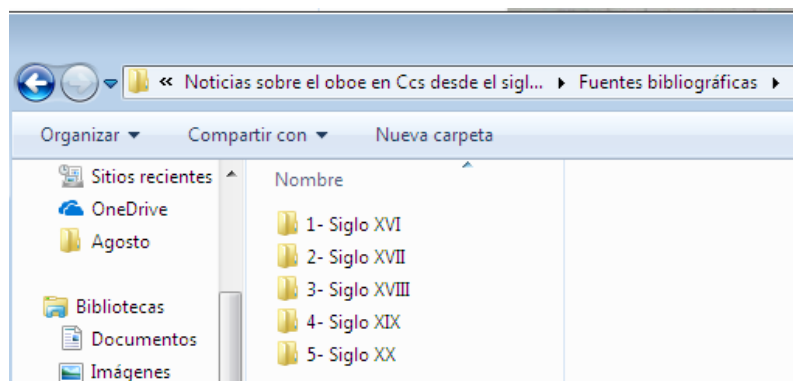 « Noticias sobre el oboe en Ccs desde el sigl... ▸ Fuentes bibliográficas ▸
Organizar ▾ Compartir con ▾ Nueva carpeta
Sitios recientes
OneDrive
Agosto
Bibliotecas
Documentos
Imágenes
Nombre
1- Siglo XVI
2- Siglo XVII
3- Siglo XVIII
4- Siglo XIX
5- Siglo XX